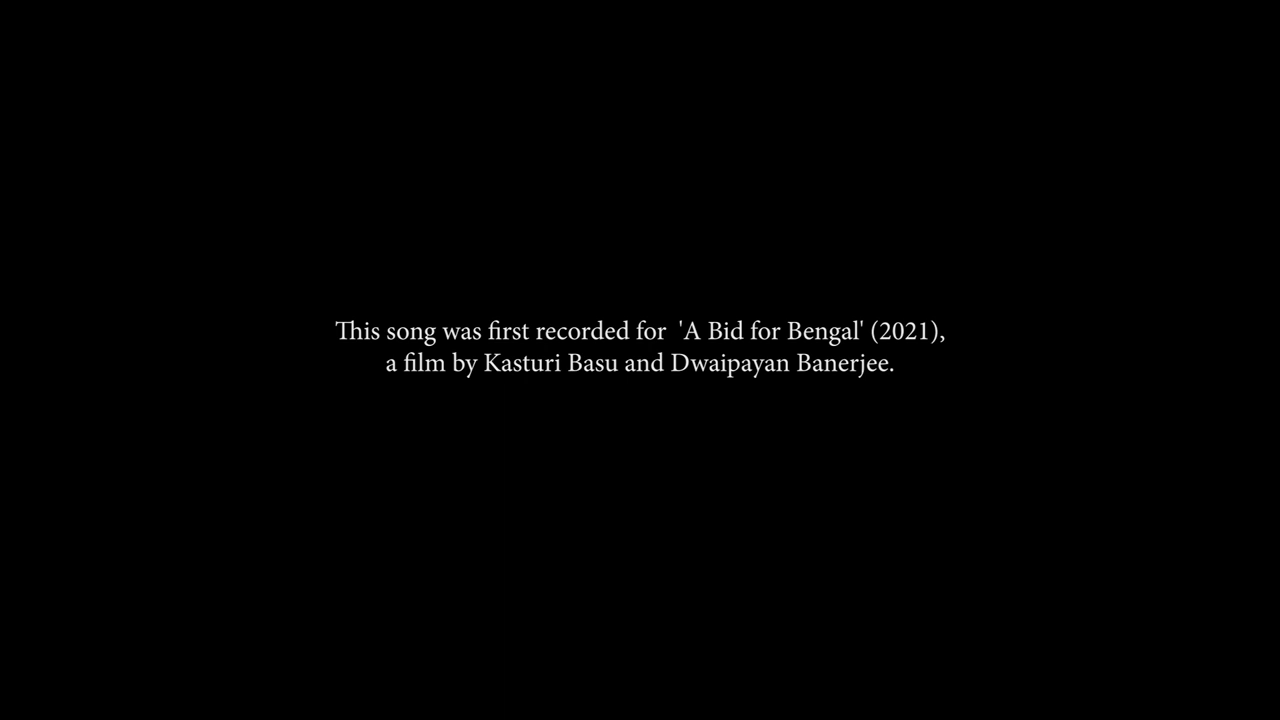 This song was first recorded for  'A Bid for Bengal' (2021),
a film by Kasturi Basu and Dwaipayan Banerjee.